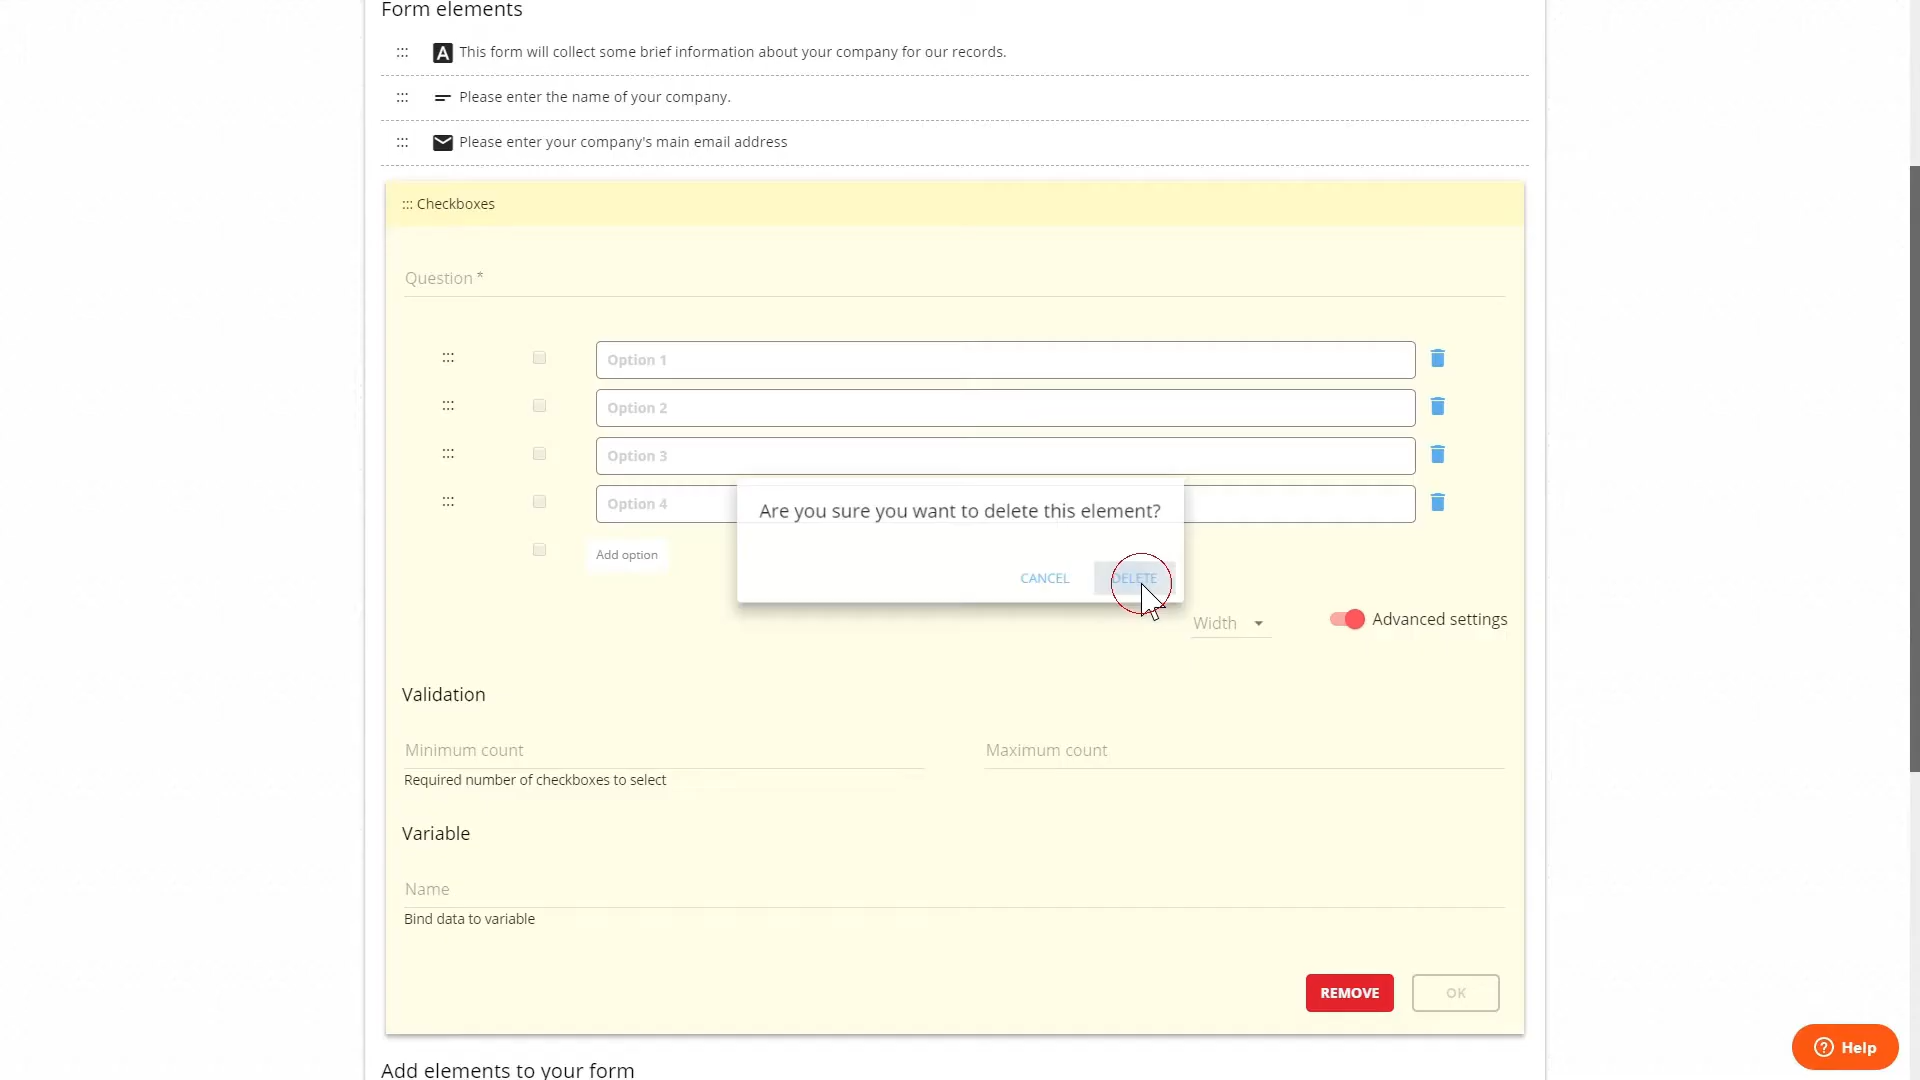 Form elements
::: A This form will collect some brief information about your company for our records.
::: Please enter the name of your company.
::: Please enter your company's main email address
::: Checkboxes
Question *
::: Option 1
::: Option 2
::: Option 3
::: Option 4
Are you sure you want to delete this element?
Add option
CANCEL DELETE
Width Advanced settings
Validation
Minimum count Maximum count
Required number of checkboxes to select
Variable
Name
Bind data to variable
REMOVE OK
? Help
Add elements to your form